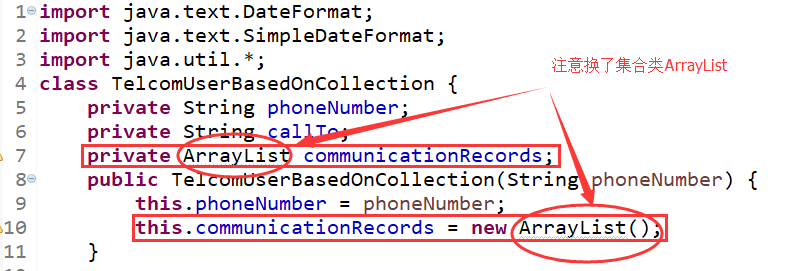 1 import java.text.DateFormat;
2 import java.text.SimpleDateFormat;
3 import java.util.*;
注意换了集合类ArrayList
4 class TelcomUserBasedOnCollection {
5 private String phoneNumber;
6 private String callTo;
7 private ArrayList communicationRecords;
8 public TelcomUserBasedOnCollection(String phoneNumber) {
9 this.phoneNumber = phoneNumber;
10 this.communicationRecords = new ArrayList();
11 }